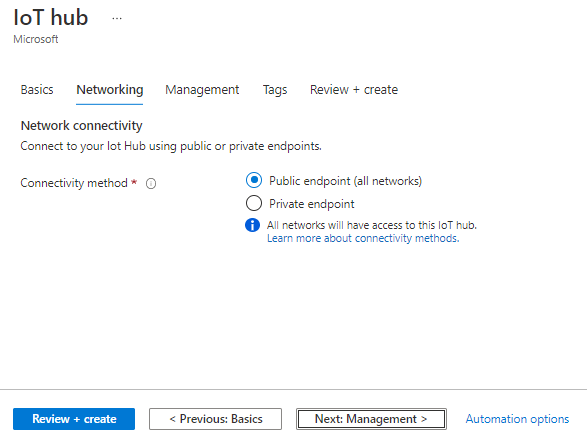 IoT hub ...
Microsoft
Basics Networking Management Tags Review + create
Network connectivity
Connect to your Iot Hub using public or private endpoints.
Connectivity method * Public endpoint (all networks)
Private endpoint
All networks will have access to this IoT hub.
Learn more about connectivity methods.
Review + create < Previous: Basics Next: Management > Automation options